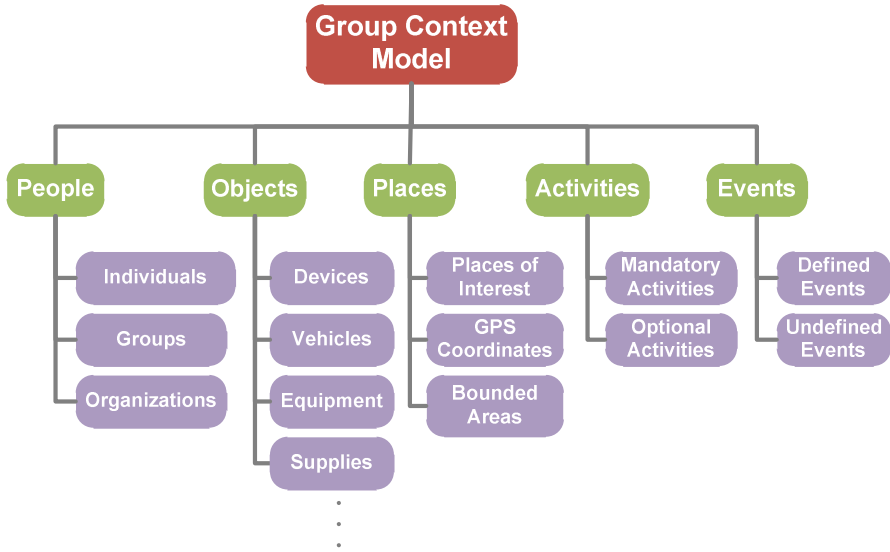 Group Context
Model
People
Objects
Places
Activities
Events
Individuals
Groups
Organizations
Devices
Vehicles
Equipment
Supplies
.
.
.
Places of
Interest
GPS
Coordinates
Bounded
Areas
Mandatory
Activities
Optional
Activities
Defined
Events
Undefined
Events